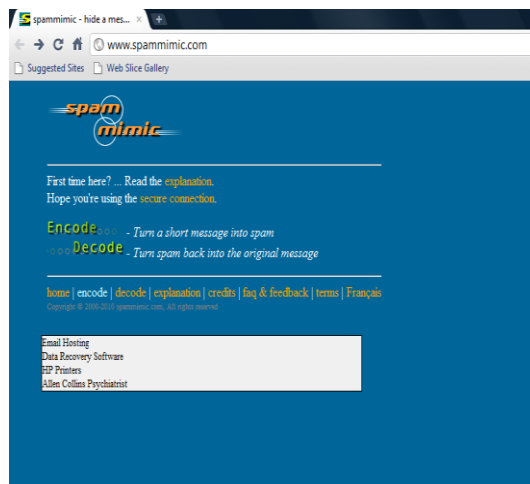 spammimic - hide a mes...
www.spammimic.com
Suggested Sites Web Slice Gallery
spam
mimic
First time here? ... Read the explanation.
Hope you're using the secure connection.
Encode - Turn a short message into spam
Decode - Turn spam back into the original message
home | encode | decode | explanation | credits | faq & feedback | terms | Français
Copyright © 2000-2010 spammimic.com, All rights reserved
Email Hosting
Data Recovery Software
HP Printers
Allen Collins Psychiatrist